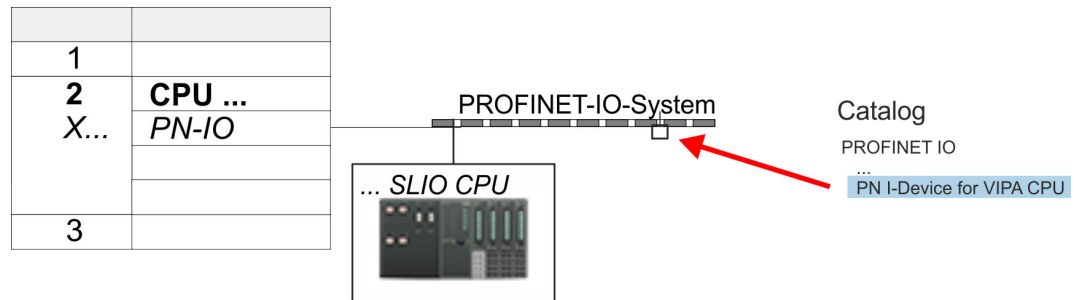 1
2 CPU ...
X... PN-IO
3
PROFINET-IO-System
... SLIO CPU
Catalog
PROFINET IO
...
PN I-Device for VIPA CPU